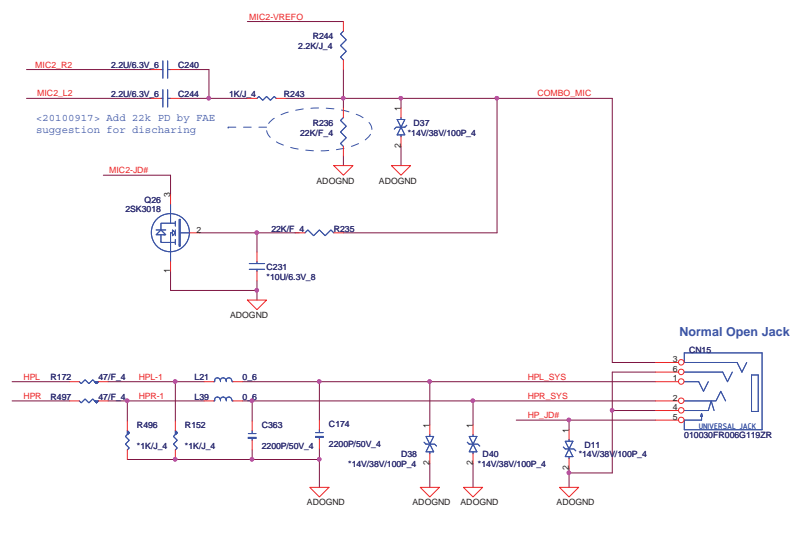 MIC2-VREFO
R244
2.2K/J_4
MIC2_R2
2.2U/6.3V_6
C240
MIC2_L2
2.2U/6.3V_6
C244
1K/J_4
R243
COMBO_MIC
<20100917> Add 22k PD by FAE
suggestion for discharing
R236
22K/F_4
1
D37
*14V/38V/100P_4
2
ADOGND
ADOGND
MIC2-JD#
Q26
2SK3018
3
2
1
22K/F_4
R235
C231
*10U/6.3V_8
ADOGND
Normal Open Jack
CN15
3
6
1
2
4
5
UNIVERSAL JACK
010030FR006G119ZR
HPL
R172
47/F_4
HPL-1
L21
0_6
HPL_SYS
HPR
R497
47/F_4
HPR-1
L39
0_6
HPR_SYS
HP_JD#
R496
*1K/J_4
R152
*1K/J_4
C363
2200P/50V_4
C174
2200P/50V_4
1
D38
*14V/38V/100P_4
2
1
D40
*14V/38V/100P_4
2
1
D11
*14V/38V/100P_4
2
ADOGND
ADOGND
ADOGND
ADOGND